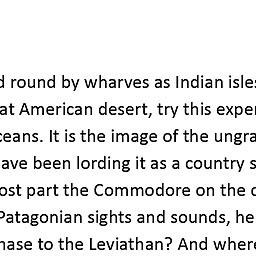 d round by wharves as Indian isles
at American desert, try this expe
ceans. It is the image of the ungra
ave been lording it as a country s
ost part the Commodore on the
Patagonian sights and sounds, he
hase to the Leviathan? And where